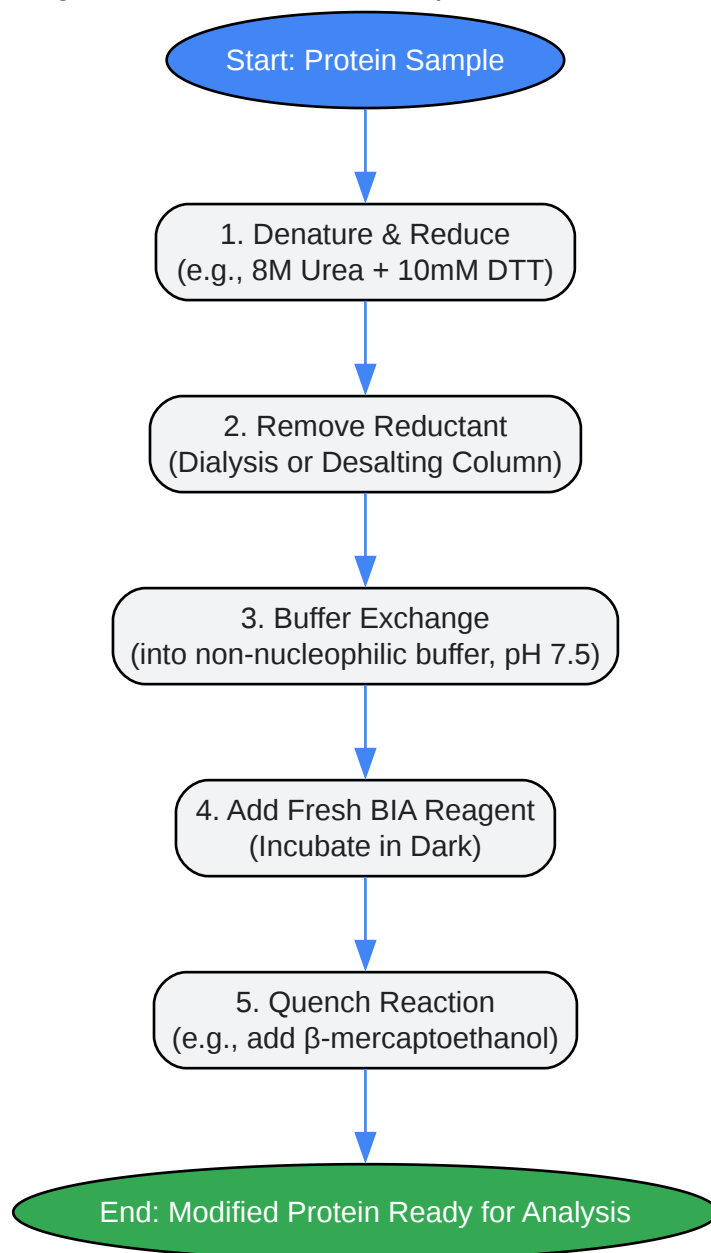 Start: Protein Sample
1. Denature & Reduce
(e.g., 8M Urea + 10mM DTT)
2. Remove Reductant
(Dialysis or Desalting Column)
3. Buffer Exchange
(into non-nucleophilic buffer, pH 7.5)
4. Add Fresh BIA Reagent
(Incubate in Dark)
5. Quench Reaction
(e.g., add β-mercaptoethanol)
End: Modified Protein Ready for Analysis